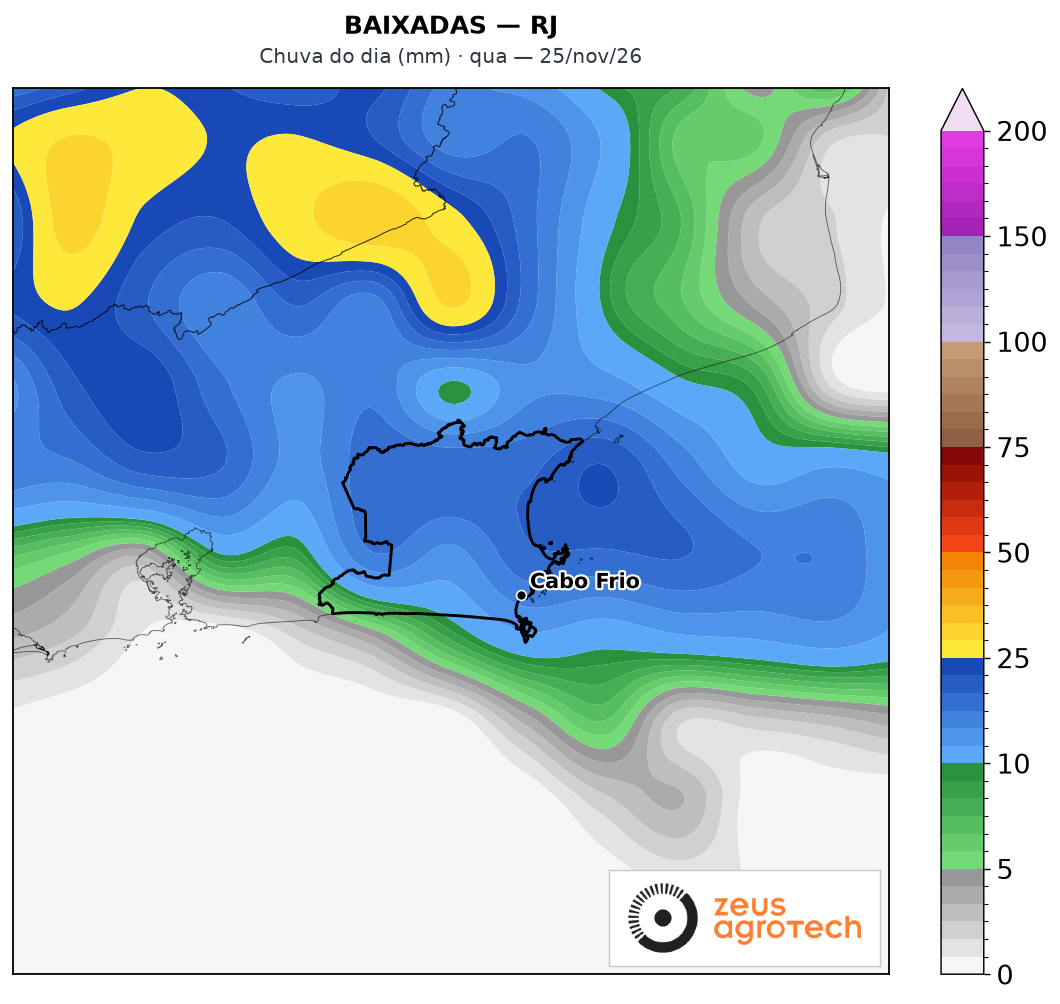 BAIXADAS — RJ
Chuva do dia (mm) · qua — 25/nov/26
200
150
100
75
50
25
10
5
0
Cabo Frio
zeus
agrotech